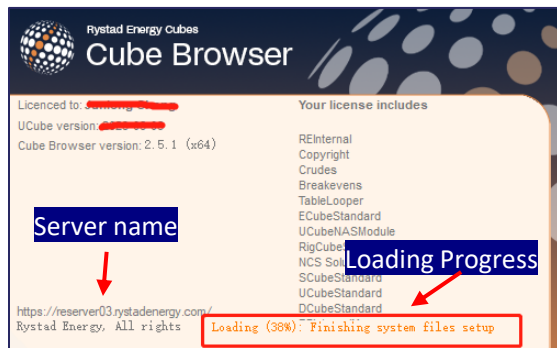 Rystad Energy Cubes
Cube Browser
Licenced to:
UCube version:
Cube Browser version: 2.5.1 (x64)
Your license includes
REInternal
Copyright
Crudes
Breakevens
TableLooper
ECubeStandard
UCubeNASModule
Server name
NCS
Loading Progress
SCubeStandard
UCubeStandard
DCubeStandard
https://reserver03.rystadenergy.com/
Rystad Energy, All rights
Loading (38%): Finishing system files setup